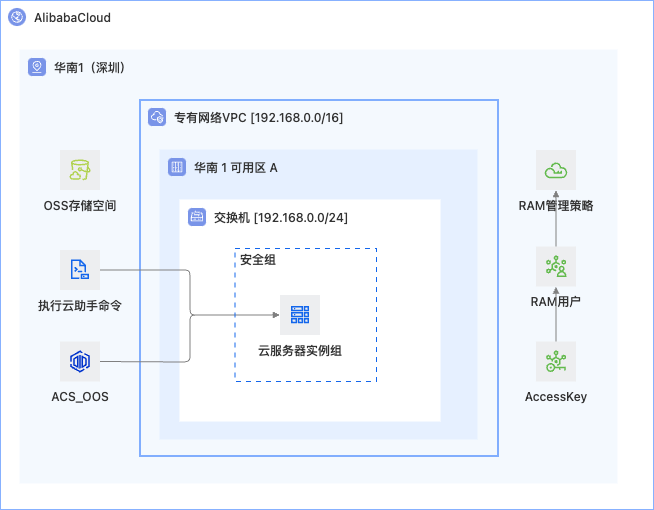 AlibabaCloud
华南1（深圳）
专有网络VPC [192.168.0.0/16]
华南 1 可用区 A
交换机 [192.168.0.0/24]
安全组
云服务器实例组
OSS存储空间
执行云助手命令
ACS_OOS
RAM管理策略
RAM用户
AccessKey